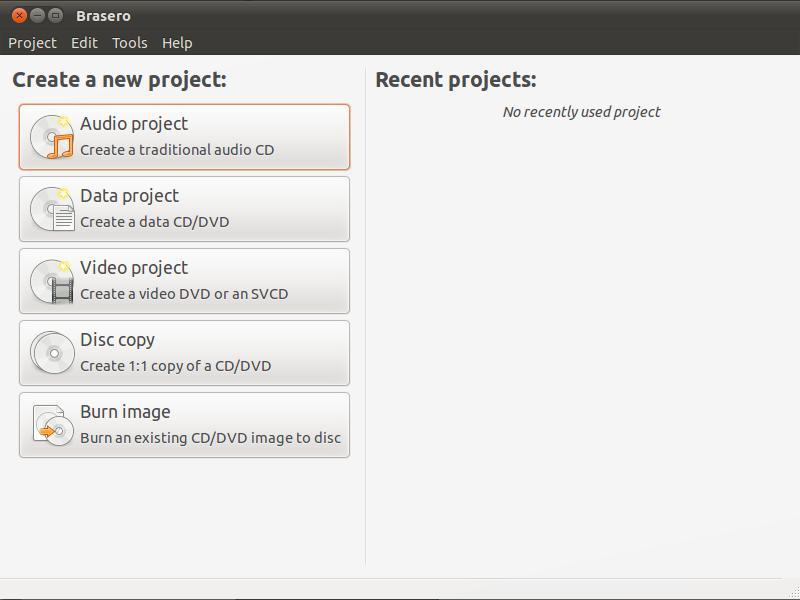 Brasero
Project Edit Tools Help
Create a new project:
Audio project
Create a traditional audio CD
Data project
Create a data CD/DVD
Video project
Create a video DVD or an SVCD
Disc copy
Create 1:1 copy of a CD/DVD
Burn image
Burn an existing CD/DVD image to disc
Recent projects:
No recently used project